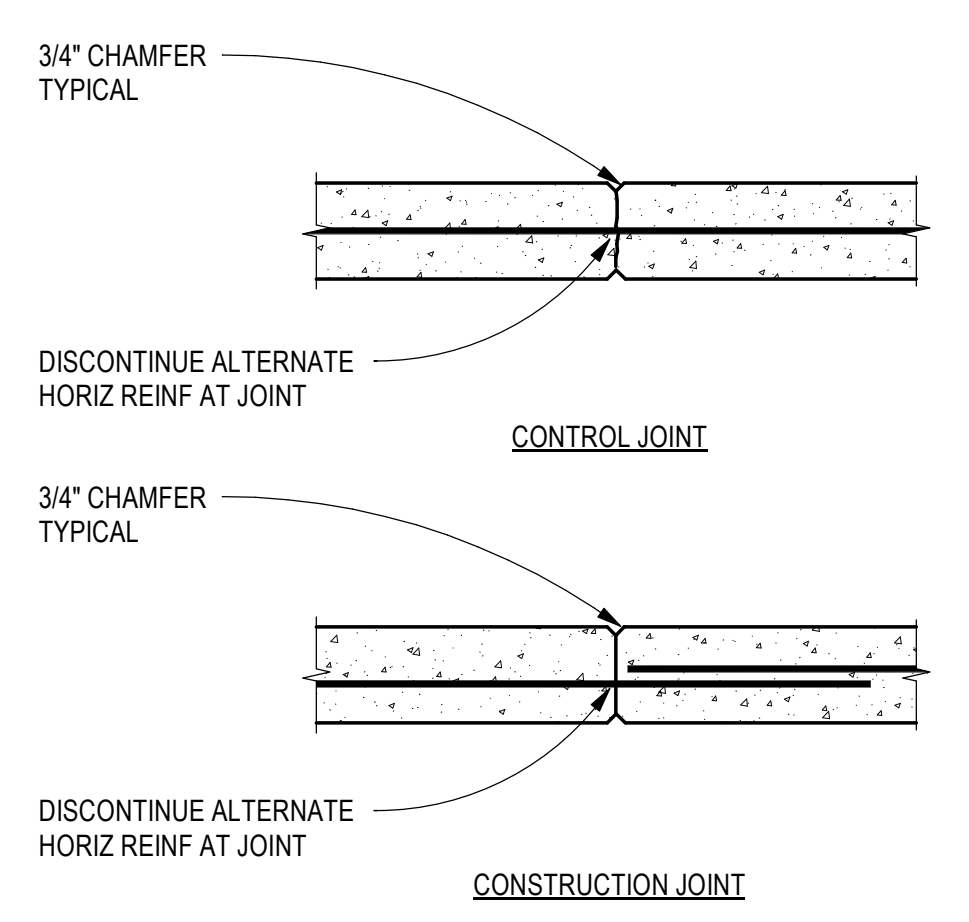 3/4" CHAMFER
TYPICAL
DISCONTINUE ALTERNATE
HORIZ REINF AT JOINT
CONTROL JOINT
3/4" CHAMFER
TYPICAL
DISCONTINUE ALTERNATE
HORIZ REINF AT JOINT
CONSTRUCTION JOINT